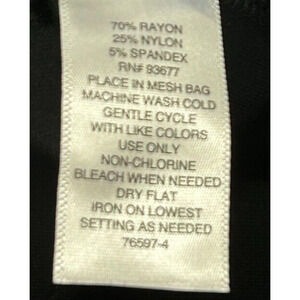 70% RAYON
25% NYLON
5% SPANDEX
RN# 93677
PLACE IN MESH BAG
MACHINE WASH COLD
GENTLE CYCLE
WITH LIKE COLORS
USE ONLY
NON-CHLORINE
BLEACH WHEN NEEDED
DRY FLAT
IRON ON LOWEST
SETTING AS NEEDED
76597-4